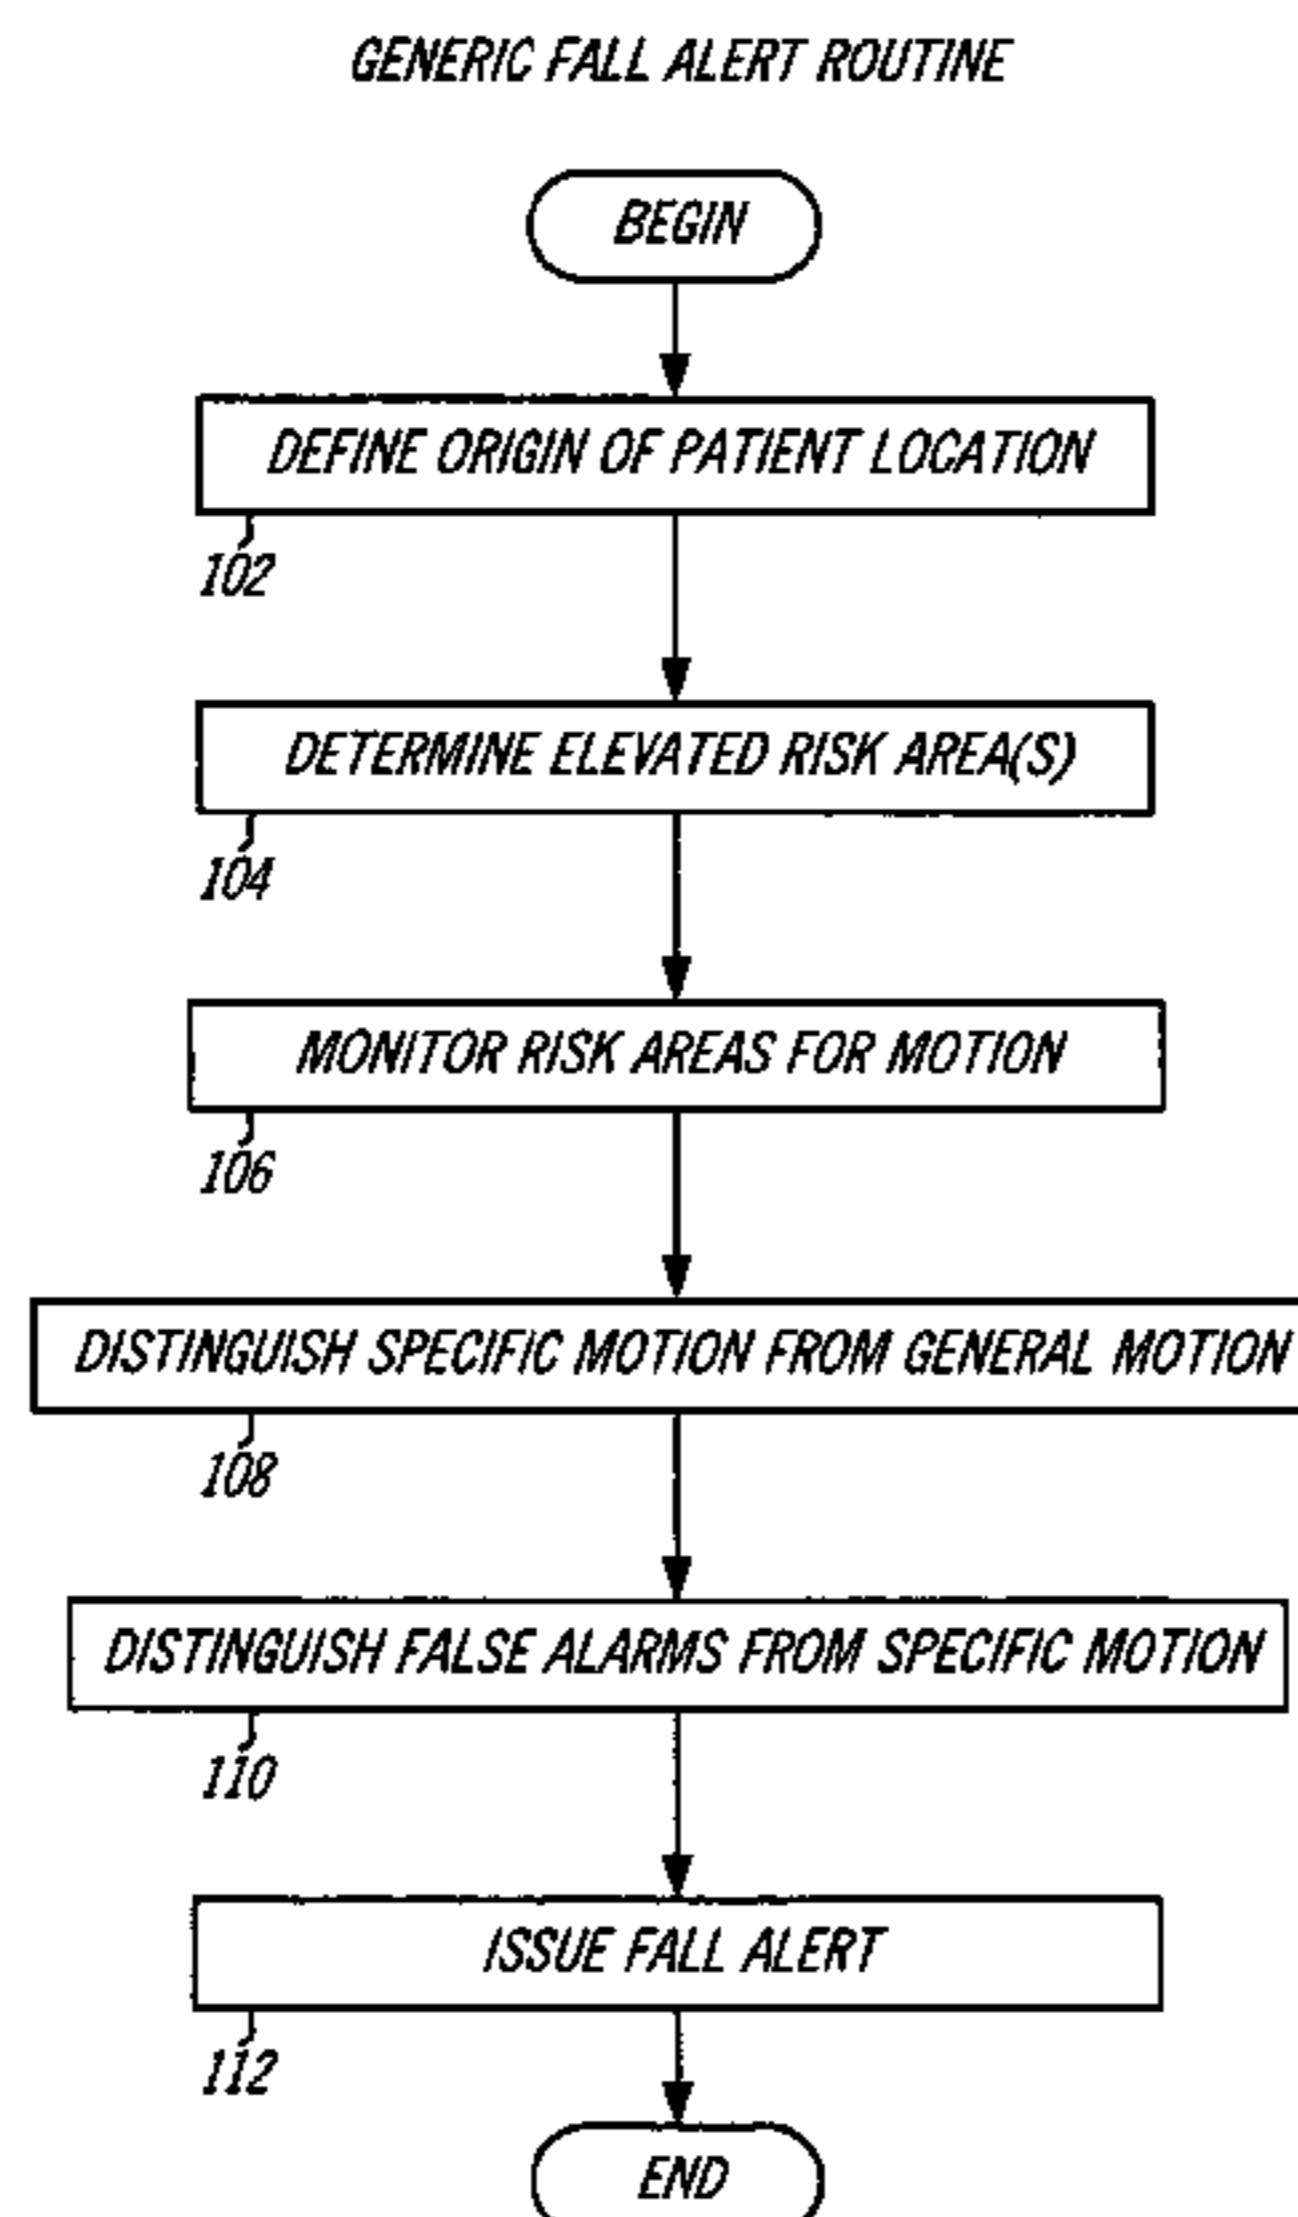 GENERIC FALL ALERT ROUTINE
BEGIN
DEFINE ORIGIN OF PATIENT LOCATION
102
DETERMINE ELEVATED RISK AREA(S)
104
MONITOR RISK AREAS FOR MOTION
106
DISTINGUISH SPECIFIC MOTION FROM GENERAL MOTION
108
DISTINGUISH FALSE ALARMS FROM SPECIFIC MOTION
110
ISSUE FALL ALERT
112
END